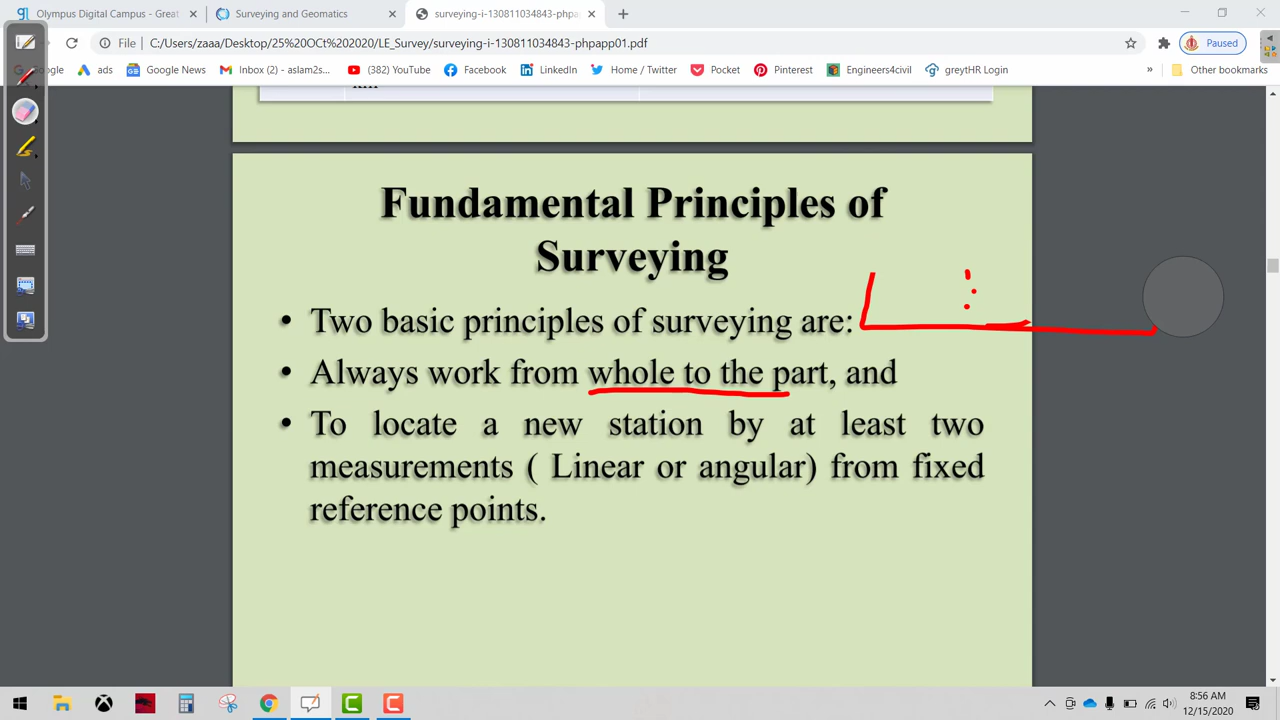 Olympus Digital Campus - Great
Surveying and Geomatics
surveying-i-130811034843-phpapp01.pdf
File
C:/Users/zaaa/Desktop/25%20OCt%202020/LE_Survey/surveying-i-130811034843-phpapp01.pdf
Paused
Google
ads
Google News
Inbox (2) - aslam2s...
(382) YouTube
Facebook
LinkedIn
Home / Twitter
Pocket
Pinterest
Engineers4civil
greytHR Login
»
Other bookmarks
km
Fundamental Principles of
Surveying
• Two basic principles of surveying are:
• Always work from whole to the part, and
• To locate a new station by at least two
measurements ( Linear or angular) from fixed
reference points.
8:56 AM
12/15/2020